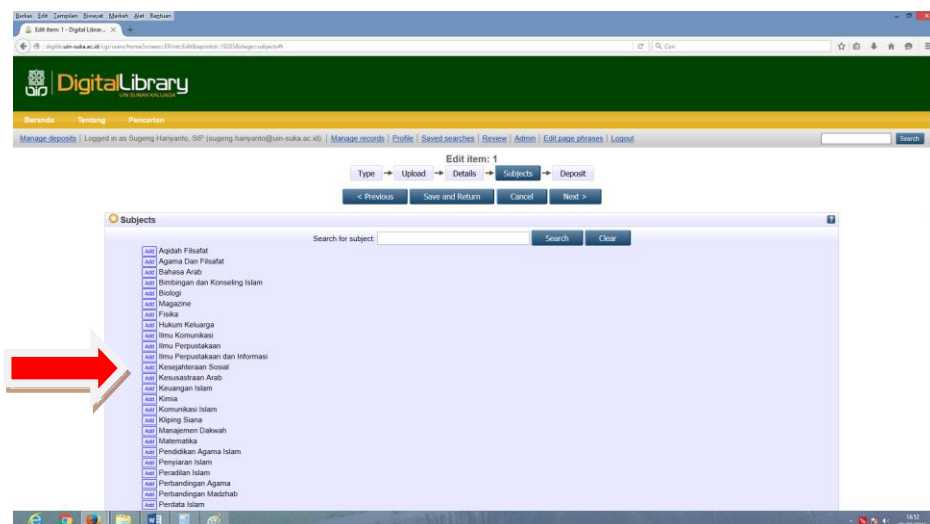 Berkas Edit Tampilan Riwayat Markah Alat Bantuan
Edit item: 1 - Digital Librar... × +
Cari
uin DigitalLibrary
UIN SUNAN KALIJAGA
Beranda Tentang Pencarian
Manage deposits | Logged in as Sugeng Hariyanto, SIP (sugeng.hariyanto@uin-suka.ac.id) | Manage records | Profile | Saved searches | Review | Admin | Edit page phrases | Logout Search
Edit item: 1
Type → Upload → Details → Subjects → Deposit
< Previous Save and Return Cancel Next >
Subjects ?
Search for subject: Search Clear
Add Aqidah Filsafat
Add Agama Dan Filsafat
Add Bahasa Arab
Add Bimbingan dan Konseling Islam
Add Biologi
Add Magazine
Add Fisika
Add Hukum Keluarga
Add Ilmu Komunikasi
Add Ilmu Perpustakaan
Add Ilmu Perpustakaan dan Informasi
Add Kesejahteraan Sosial
Add Kesusastraan Arab
Add Keuangan Islam
Add Kimia
Add Komunikasi Islam
Add Kliping Siana
Add Manajemen Dakwah
Add Matematika
Add Pendidikan Agama Islam
Add Penyiaran Islam
Add Peradilan Islam
Add Perbandingan Agama
Add Perbandingan Madzhab
Add Perdata Islam
14:52